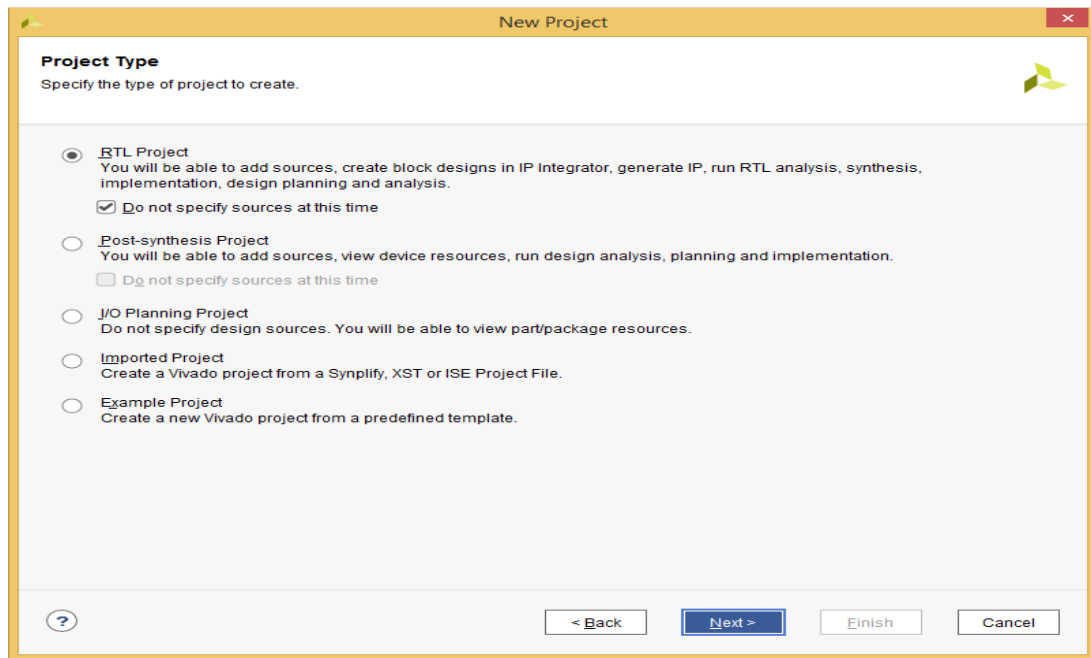 New Project
Project Type
Specify the type of project to create.
RTL Project
You will be able to add sources, create block designs in IP Integrator, generate IP, run RTL analysis, synthesis,
implementation, design planning and analysis.
Do not specify sources at this time
Post-synthesis Project
You will be able to add sources, view device resources, run design analysis, planning and implementation.
Do not specify sources at this time
I/O Planning Project
Do not specify design sources. You will be able to view part/package resources.
Imported Project
Create a Vivado project from a Synplify, XST or ISE Project File.
Example Project
Create a new Vivado project from a predefined template.
? < Back Next > Finish Cancel